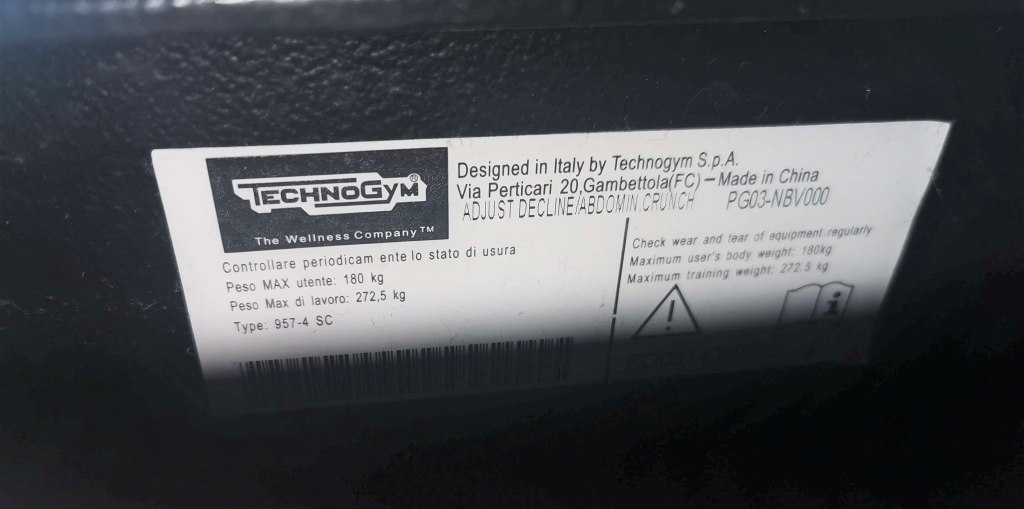 TECHNOGYM®
The Wellness Company™
Designed in Italy by Technogym S.p.A.
Via Perticari 20,Gambettola(FC)-Made in China
ADJUST DECLINE/ABDOMIN CRUNCH PG03-NBV000
Controllare periodicam ente lo stato di usura
Peso MAX utente: 180 kg
Peso Max di lavoro: 272,5 kg
Type: 957-4 SC
Check wear and tear of equipment regularly
Maximum user's body weight: 180kg
Maximum training weight: 272.5 kg